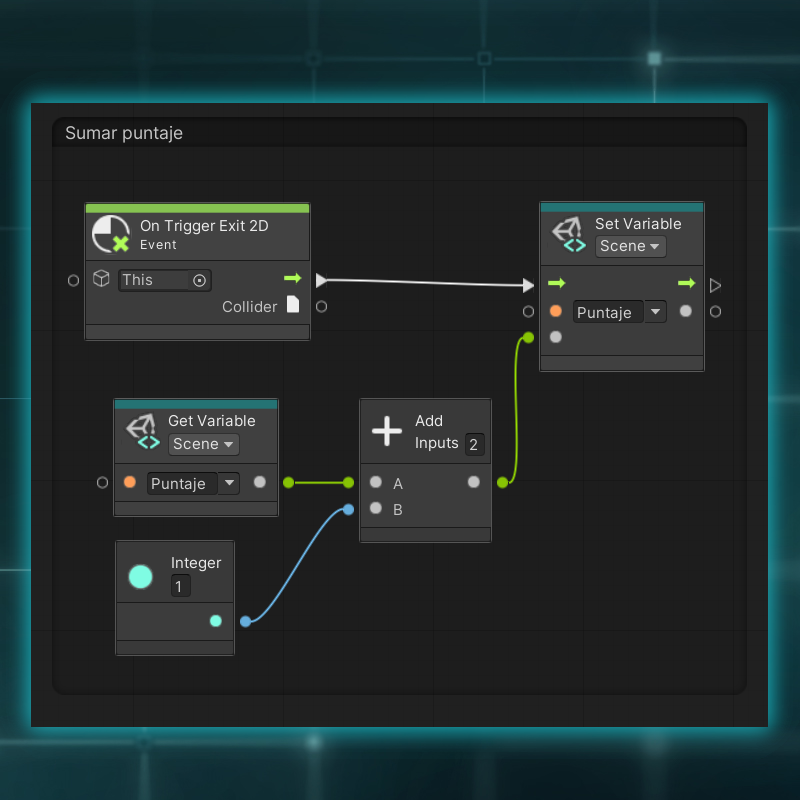 Sumar puntaje
On Trigger Exit 2D
Event
This
Collider
Set Variable
Scene
Puntaje
Get Variable
Scene
Puntaje
Add
Inputs 2
A
B
Integer
1